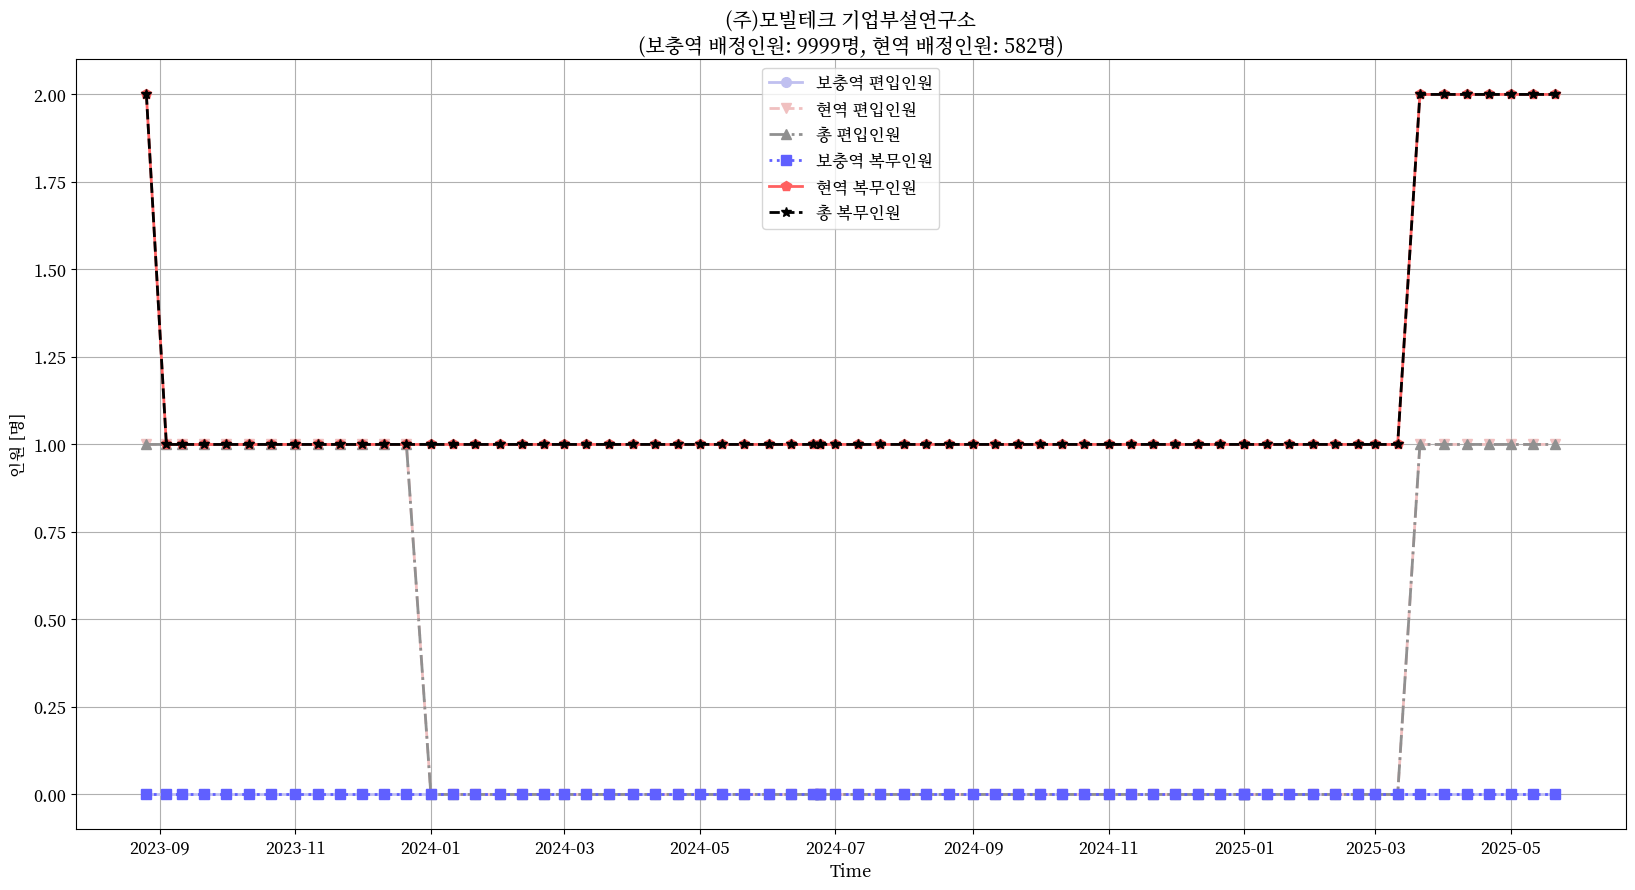 (주)모빌테크 기업부설연구소
(보충역 배정인원: 9999명, 현역 배정인원: 582명)
보충역 편입인원
현역 편입인원
총 편입인원
보충역 복무인원
현역 복무인원
총 복무인원
인원 [명]
2.00
1.75
1.50
1.25
1.00
0.75
0.50
0.25
0.00
2023-09 2023-11 2024-01 2024-03 2024-05 2024-07 2024-09 2024-11 2025-01 2025-03 2025-05
Time